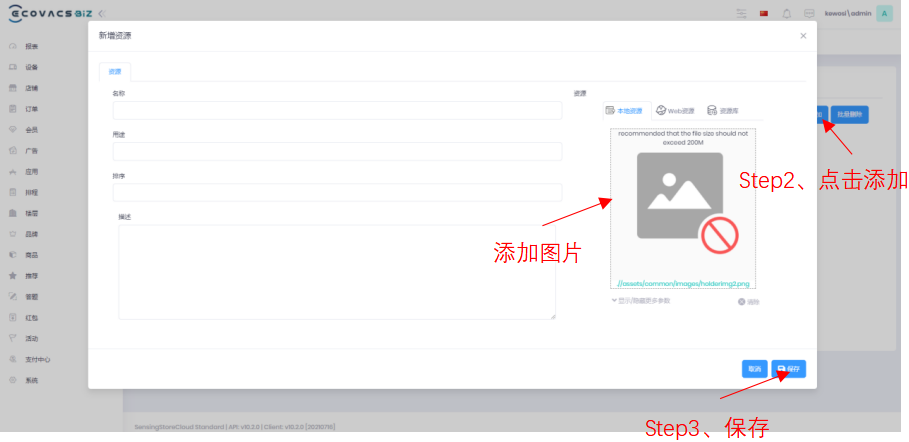 ECOVACS BIZ
kewosi\admin
A
新增资源
报表
设备
店铺
订单
会员
广告
应用
排程
楼层
品牌
商品
推荐
答题
红包
活动
支付中心
系统
资源
名称
用途
排序
描述
资源
本地资源
Web资源
资源库
recommended that the file size should not
exceed 200M
//assets/common/images/holderimg2.png
显示/隐藏更多参数
清除
添加图片
批量删除
Step2、点击添加
取消
保存
Step3、保存
SensingStoreCloud Standard | API: v10.2.0 | Client: v10.2.0 [20210716]